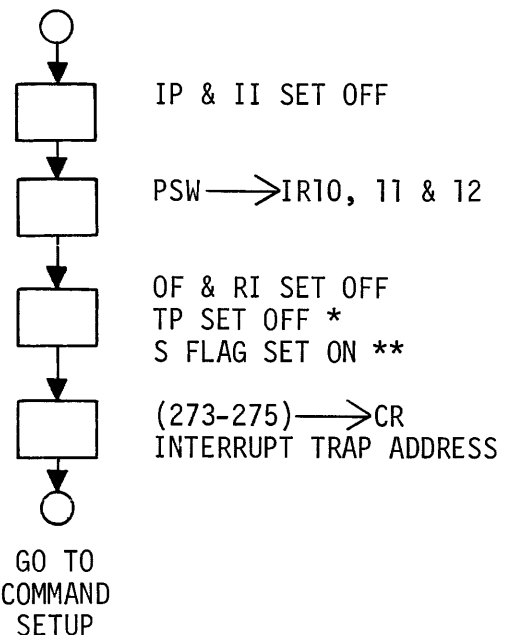 IP & II SET OFF
PSW→IR10, 11 & 12
OF & RI SET OFF
TP SET OFF *
S FLAG SET ON **
(273-275)→CR
INTERRUPT TRAP ADDRESS
GO TO
COMMAND
SETUP